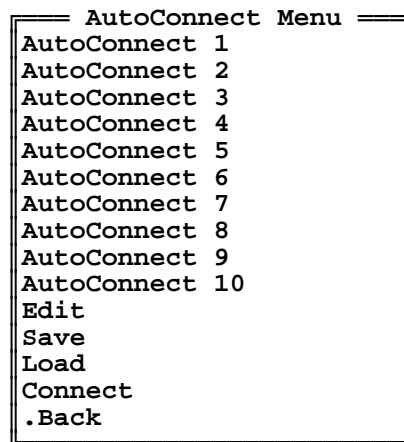 === AutoConnect Menu ===
AutoConnect 1
AutoConnect 2
AutoConnect 3
AutoConnect 4
AutoConnect 5
AutoConnect 6
AutoConnect 7
AutoConnect 8
AutoConnect 9
AutoConnect 10
Edit
Save
Load
Connect
.Back